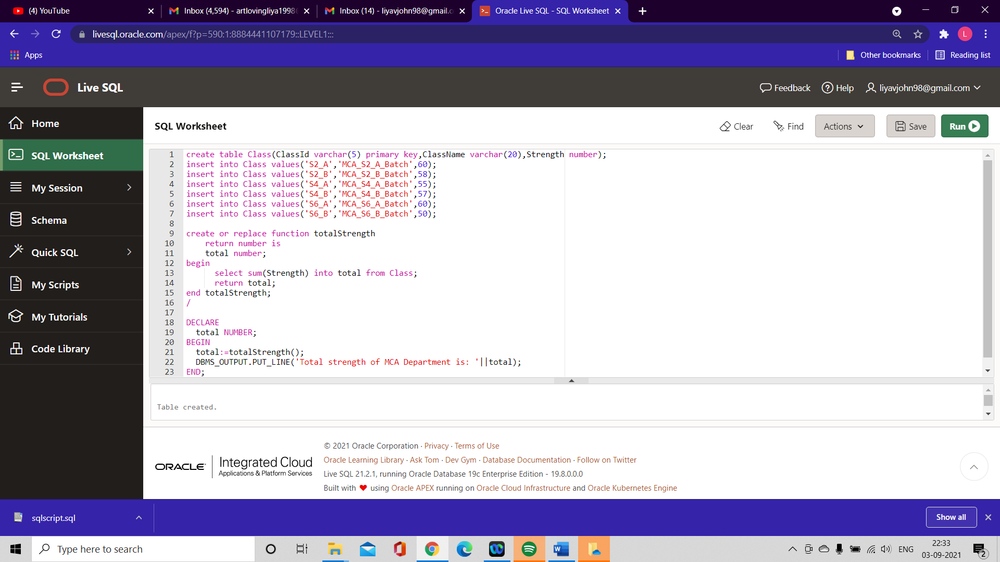 (4) YouTube
Inbox (4,594) - artlovingliya1998
Inbox (14) - liyavjohn98@gmail.c
Oracle Live SQL - SQL Worksheet
livesql.oracle.com/apex/f?p=590:1:8884441107179::LEVEL1:::
L
Apps
Other bookmarks
Reading list
Live SQL
Feedback
Help
liyavjohn98@gmail.com
Home
SQL Worksheet
My Session
Schema
Quick SQL
My Scripts
My Tutorials
Code Library
SQL Worksheet
Clear
Find
Actions
Save
Run
1 create table Class(ClassId varchar(5) primary key,ClassName varchar(20),Strength number);
2 insert into Class values('S2_A','MCA_S2_A_Batch',60);
3 insert into Class values('S2_B','MCA_S2_B_Batch',58);
4 insert into Class values('S4_A','MCA_S4_A_Batch',55);
5 insert into Class values('S4_B','MCA_S4_B_Batch',57);
6 insert into Class values('S6_A','MCA_S6_A_Batch',60);
7 insert into Class values('S6_B','MCA_S6_B_Batch',50);
8
9 create or replace function totalStrength
10 return number is
11 total number;
12 begin
13 select sum(Strength) into total from Class;
14 return total;
15 end totalStrength;
16 /
17
18 DECLARE
19 total NUMBER;
20 BEGIN
21 total:=totalStrength();
22 DBMS_OUTPUT.PUT_LINE('Total strength of MCA Department is: '||total);
23 END;
Table created.
ORACLE
Integrated Cloud
Applications & Platform Services
© 2021 Oracle Corporation · Privacy · Terms of Use
Oracle Learning Library · Ask Tom · Dev Gym · Database Documentation · Follow on Twitter
Live SQL 21.2.1, running Oracle Database 19c Enterprise Edition - 19.8.0.0.0
Built with ❤ using Oracle APEX running on Oracle Cloud Infrastructure and Oracle Kubernetes Engine
sqlscript.sql
Show all
Type here to search
W
ENG
22:33
03-09-2021
2